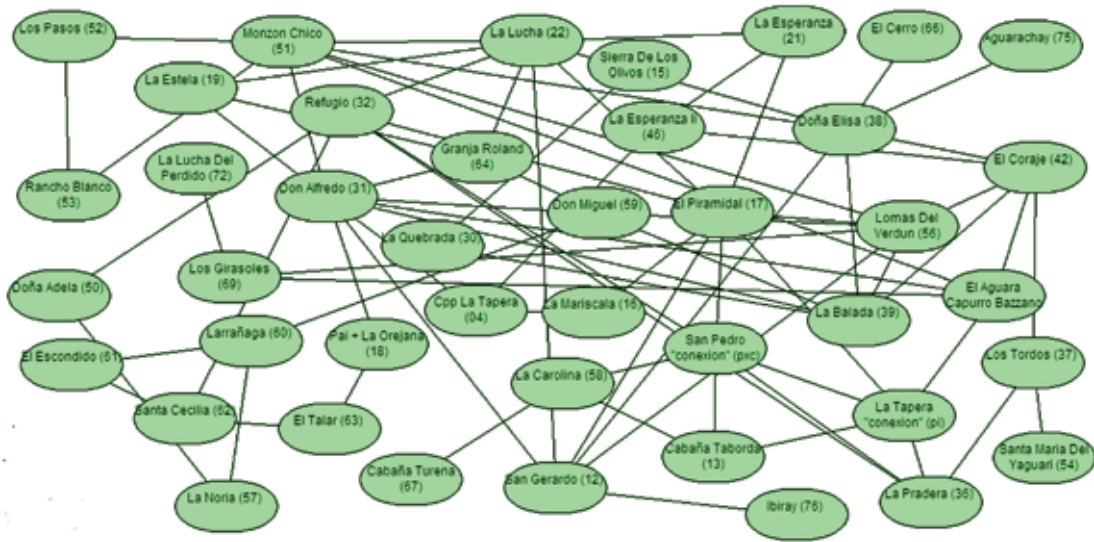 Los Pasos (52)
Monzon Chico
(51)
La Lucha (22)
La Esperanza
(21)
El Cerro (66)
Aguarachay (75)
La Estela (19)
Refugio (32)
Sierra De Los
Olivos (15)
La Esperanza Ii
(46)
Doña Elisa (38)
El Coraje (42)
La Lucha Del
Perdido (72)
Rancho Blanco
(53)
Don Alfredo (31)
Granja Roland
(64)
Don Miguel (59)
El Piramidal (17)
Lomas Del
Verdun (56)
La Quebrada (30)
Los Girasoles
(69)
Doña Adela (50)
Cpp La Tapera
(04)
La Mariscala (16)
La Balada (39)
El Aguara
Capurro Bazzano
Larrañaga (60)
Pai + La Orejana
(18)
El Escondido (61)
San Pedro
"conexion" (pxc)
Los Tordos (37)
La Carolina (58)
Santa Cecilia (62)
El Talar (63)
La Tapera
"conexion" (pl)
Cabaña Turena
(67)
San Gerardo (12)
Cabaña Taborda
(13)
Santa Maria Del
Yaguari (54)
La Noria (57)
Ibiray (76)
La Pradera (36)